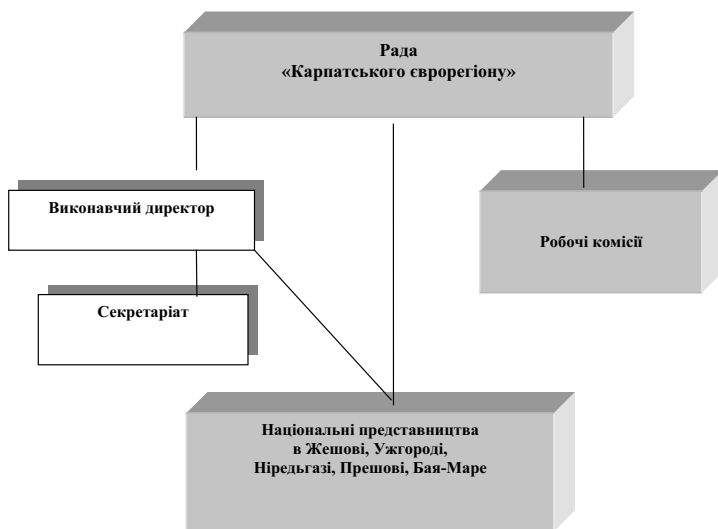 Рада
«Карпатського єврорегіону»
Виконавчий директор
Робочі комісії
Секретаріат
Національні представництва
в Жешові, Ужгороді,
Ніредьгазі, Прешові, Бая-Маре